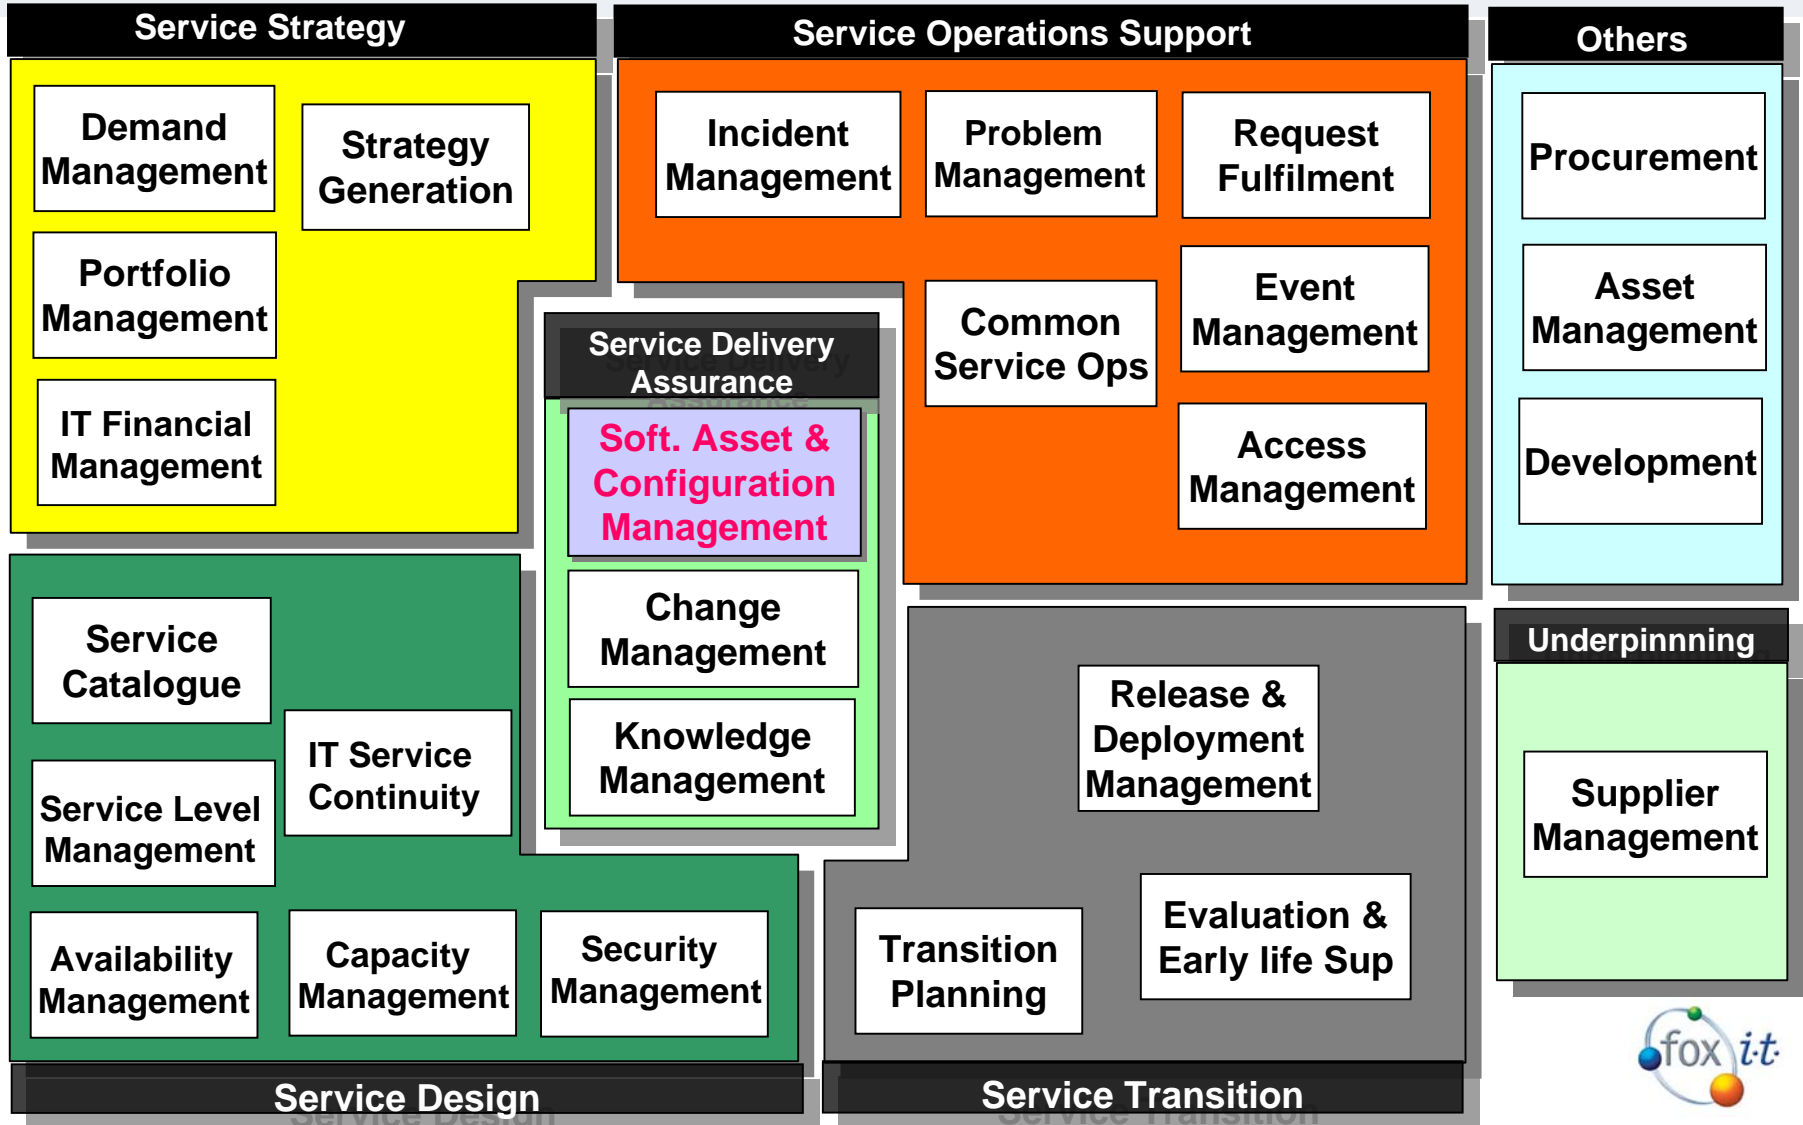 Service Strategy
Demand
Management
Strategy
Generation
Portfolio
Management
IT Financial
Management
Service Operations Support
Incident
Management
Problem
Management
Request
Fulfilment
Common
Service Ops
Event
Management
Access
Management
Others
Procurement
Asset
Management
Development
Service Delivery
Assurance
Soft. Asset &
Configuration
Management
Change
Management
Knowledge
Management
Service
Catalogue
IT Service
Continuity
Service Level
Management
Availability
Management
Capacity
Management
Security
Management
Service Design
Release &
Deployment
Management
Transition
Planning
Evaluation &
Early life Sup
Service Transition
Underpinnning
Supplier
Management
fox i·t·